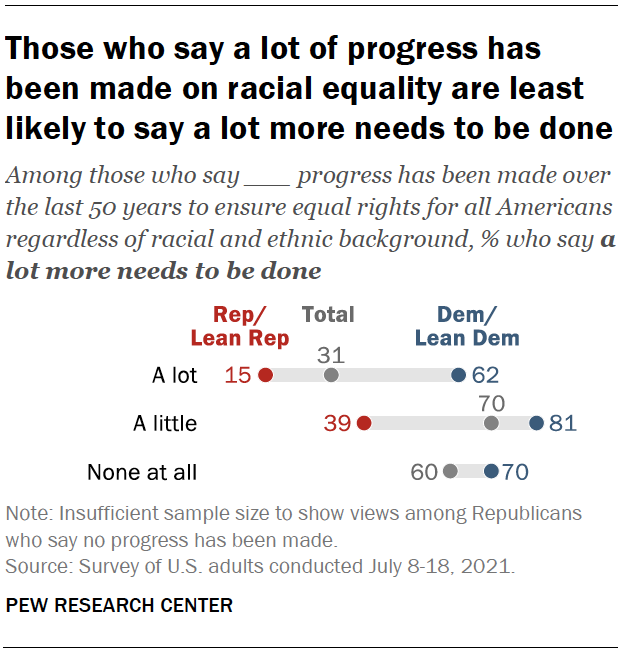 Those who say a lot of progress has
been made on racial equality are least
likely to say a lot more needs to be done
Among those who say ___ progress has been made over
the last 50 years to ensure equal rights for all Americans
regardless of racial and ethnic background, % who say a
lot more needs to be done
Rep/ Total Dem/
Lean Rep Lean Dem
A lot 15 31 62
A little 39 70 81
None at all 60 70
Note: Insufficient sample size to show views among Republicans
who say no progress has been made.
Source: Survey of U.S. adults conducted July 8-18, 2021.
PEW RESEARCH CENTER